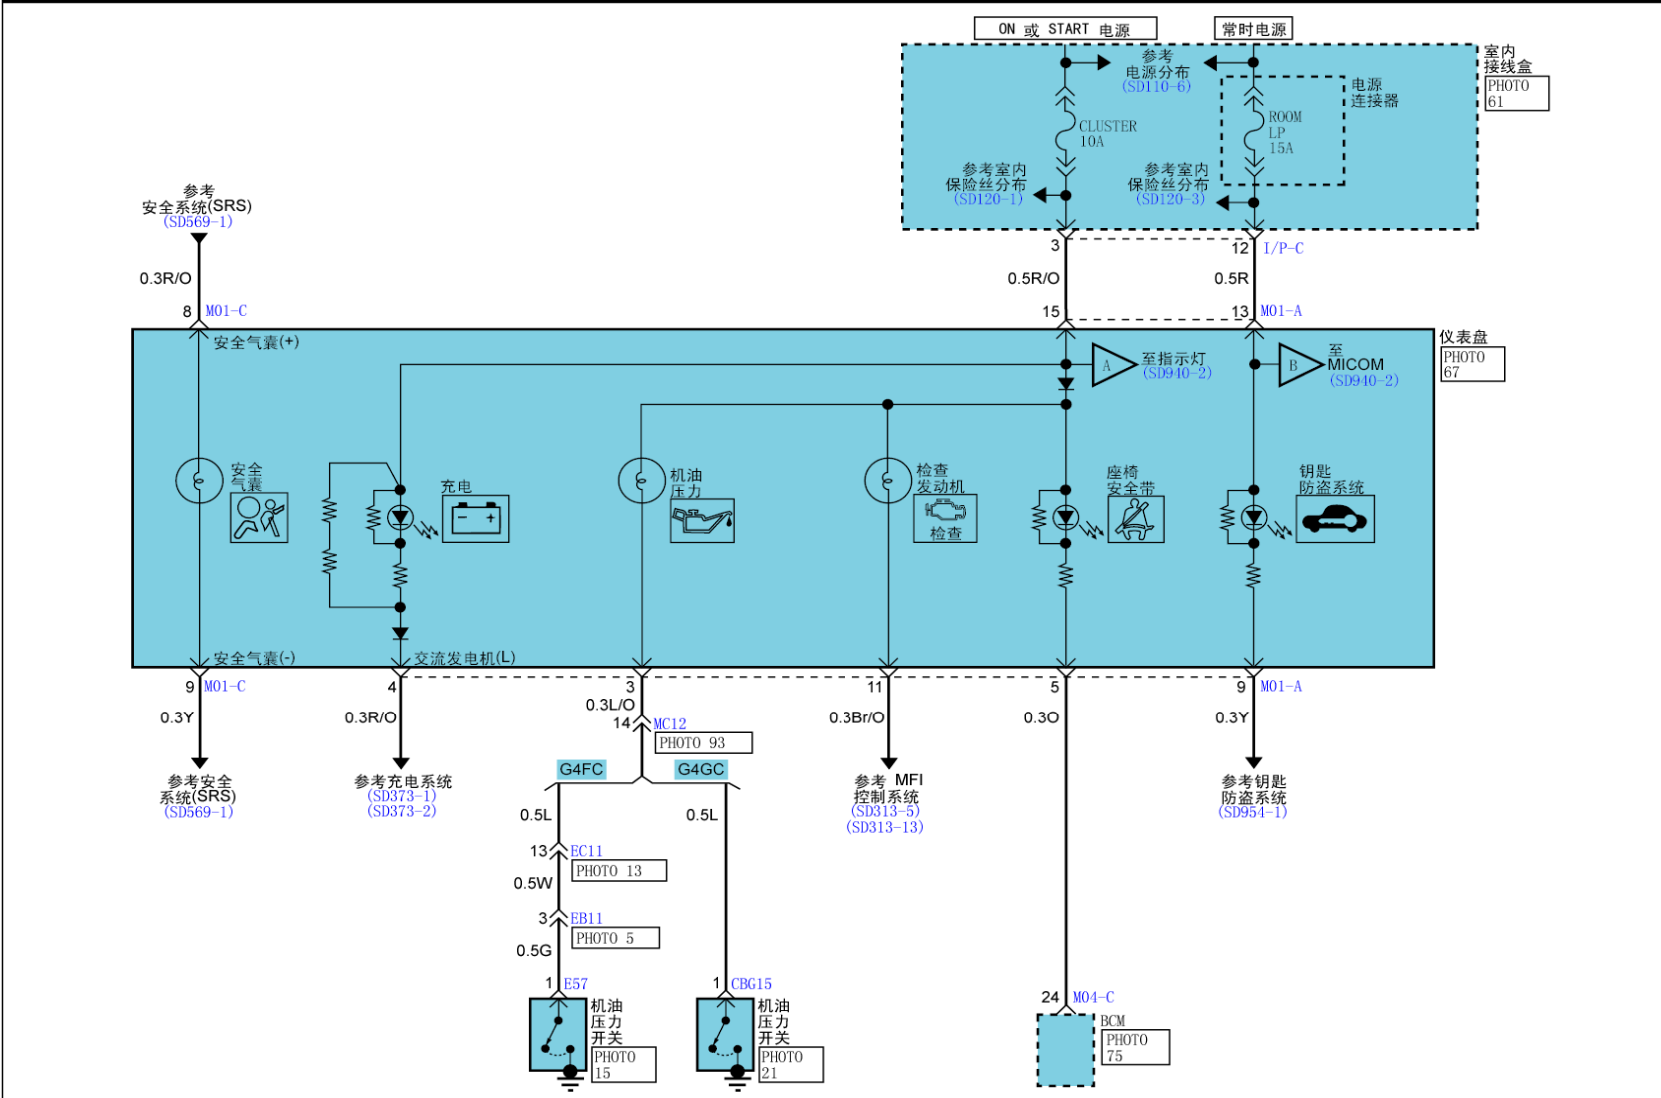 ON 或 START 电源
常时电源
参考
电源分布
(SD110-6)
室内
接线盒
PHOTO
61
电源
连接器
CLUSTER
10A
ROOM
LP
15A
参考室内
保险丝分布
(SD120-1)
参考室内
保险丝分布
(SD120-3)
参考
安全系统(SRS)
(SD569-1)
3
12
I/P-C
0.3R/O
0.5R/O
0.5R
8
M01-C
15
13
M01-A
安全气囊(+)
仪表盘
PHOTO
67
A
至指示灯
(SD940-2)
B
至
MICOM
(SD940-2)
安全
气囊
充电
机油
压力
检查
发动机
检查
座椅
安全带
钥匙
防盗系统
安全气囊(-)
交流发电机(L)
9
M01-C
4
3
11
5
9
M01-A
0.3Y
0.3R/O
0.3L/O
0.3Br/O
0.3O
0.3Y
14
MC12
PHOTO 93
G4FC
G4GC
参考安全
系统(SRS)
(SD569-1)
参考充电系统
(SD373-1)
(SD373-2)
参考 MFI
控制系统
(SD313-5)
(SD313-13)
参考钥匙
防盗系统
(SD954-1)
0.5L
0.5L
13
EC11
PHOTO 13
0.5W
3
EB11
PHOTO 5
0.5G
1
E57
1
CBG15
机油
压力
开关
PHOTO
15
机油
压力
开关
PHOTO
21
24
M04-C
BCM
PHOTO
75